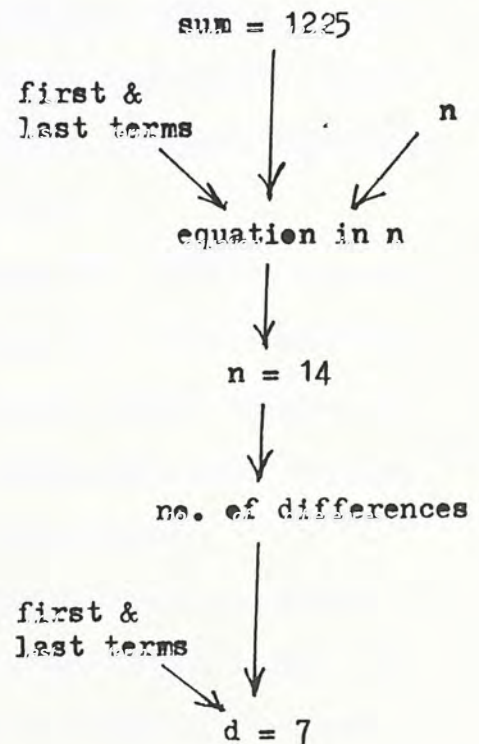 sum = 1225
first &
last terms
n
equation in n
n = 14
no. of differences
first &
last terms
d = 7